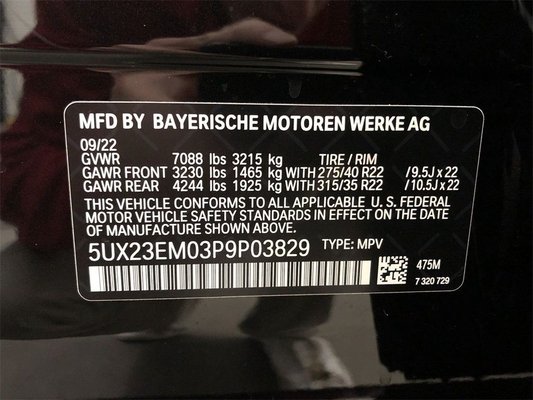 MFD BY BAYERISCHE MOTOREN WERKE AG
09/22
GVWR 7088 lbs 3215 kg TIRE / RIM
GAWR FRONT 3230 lbs 1465 kg WITH 275/40 R22 / 9.5J x 22
GAWR REAR 4244 lbs 1925 kg WITH 315/35 R22 / 10.5J x 22
THIS VEHICLE CONFORMS TO ALL APPLICABLE U. S. FEDERAL
MOTOR VEHICLE SAFETY STANDARDS IN EFFECT ON THE DATE
OF MANUFACTURE SHOWN ABOVE.
5UX23EM03P9P03829 TYPE: MPV
475M
7 320 729